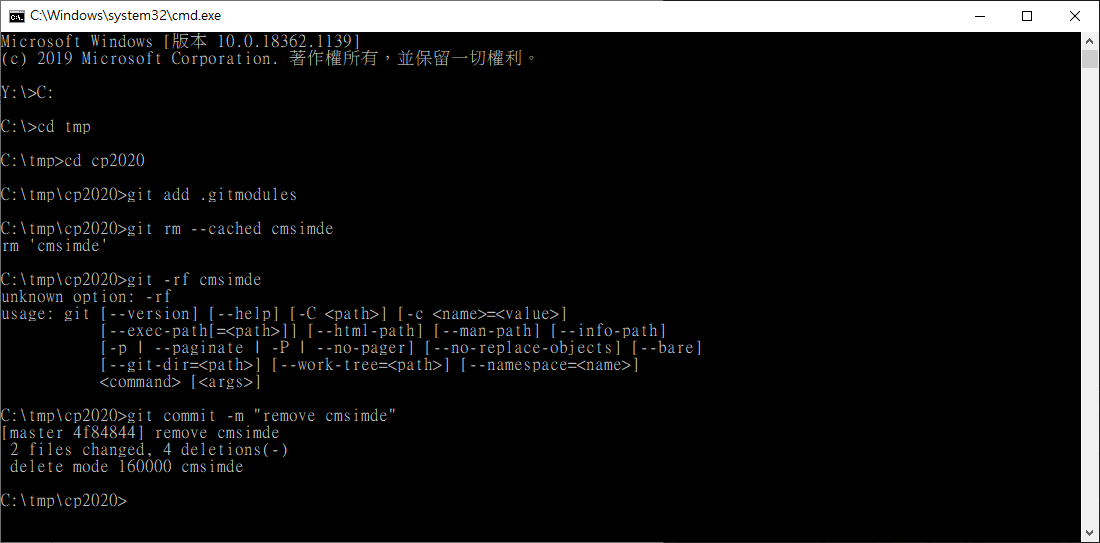 C:\Windows\system32\cmd.exe
Microsoft Windows [版本 10.0.18362.1139]
(c) 2019 Microsoft Corporation. 著作權所有，並保留一切權利。
Y:\>C:
C:\>cd tmp
C:\tmp>cd cp2020
C:\tmp\cp2020>git add .gitmodules
C:\tmp\cp2020>git rm --cached cmsimde
rm 'cmsimde'
C:\tmp\cp2020>git -rf cmsimde
unknown option: -rf
usage: git [--version] [--help] [-C <path>] [-c <name>=<value>]
           [--exec-path[=<path>]] [--html-path] [--man-path] [--info-path]
           [-p | --paginate | -P | --no-pager] [--no-replace-objects] [--bare]
           [--git-dir=<path>] [--work-tree=<path>] [--namespace=<name>]
           <command> [<args>]
C:\tmp\cp2020>git commit -m "remove cmsimde"
[master 4f84844] remove cmsimde
 2 files changed, 4 deletions(-)
 delete mode 160000 cmsimde
C:\tmp\cp2020>